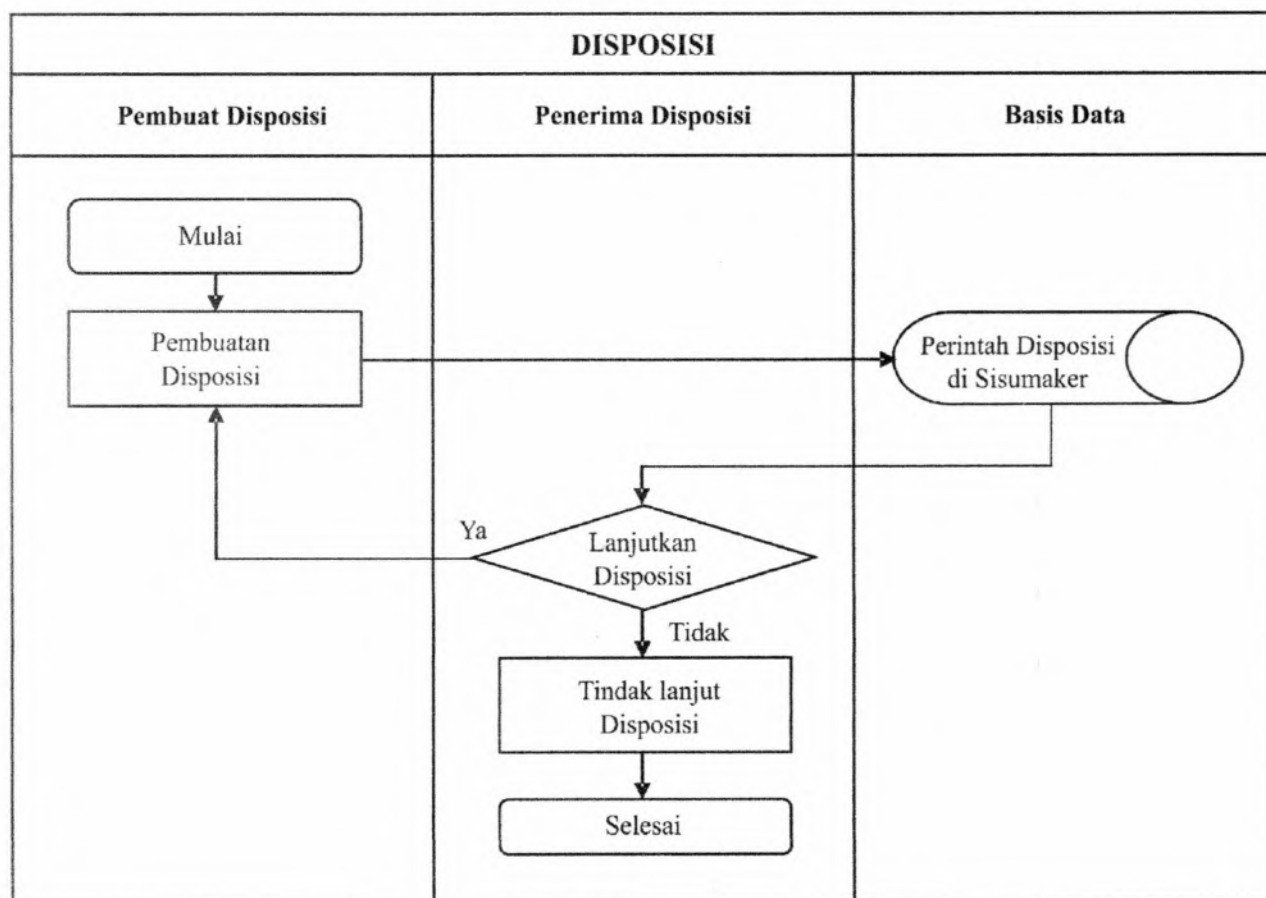 DISPOSISI
Pembuat Disposisi
Penerima Disposisi
Basis Data
Mulai
Pembuatan
Disposisi
Perintah Disposisi
di Sisumaker
Ya
Lanjutkan
Disposisi
Tidak
Tindak lanjut
Disposisi
Selesai